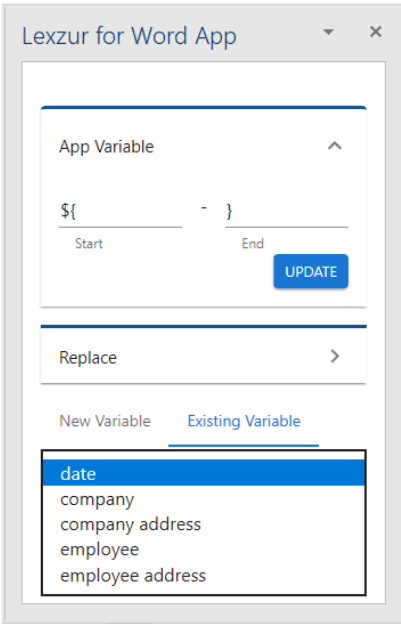 Lexzur for Word App
App Variable
${ - }
Start End
UPDATE
Replace
New Variable Existing Variable
date
company
company address
employee
employee address